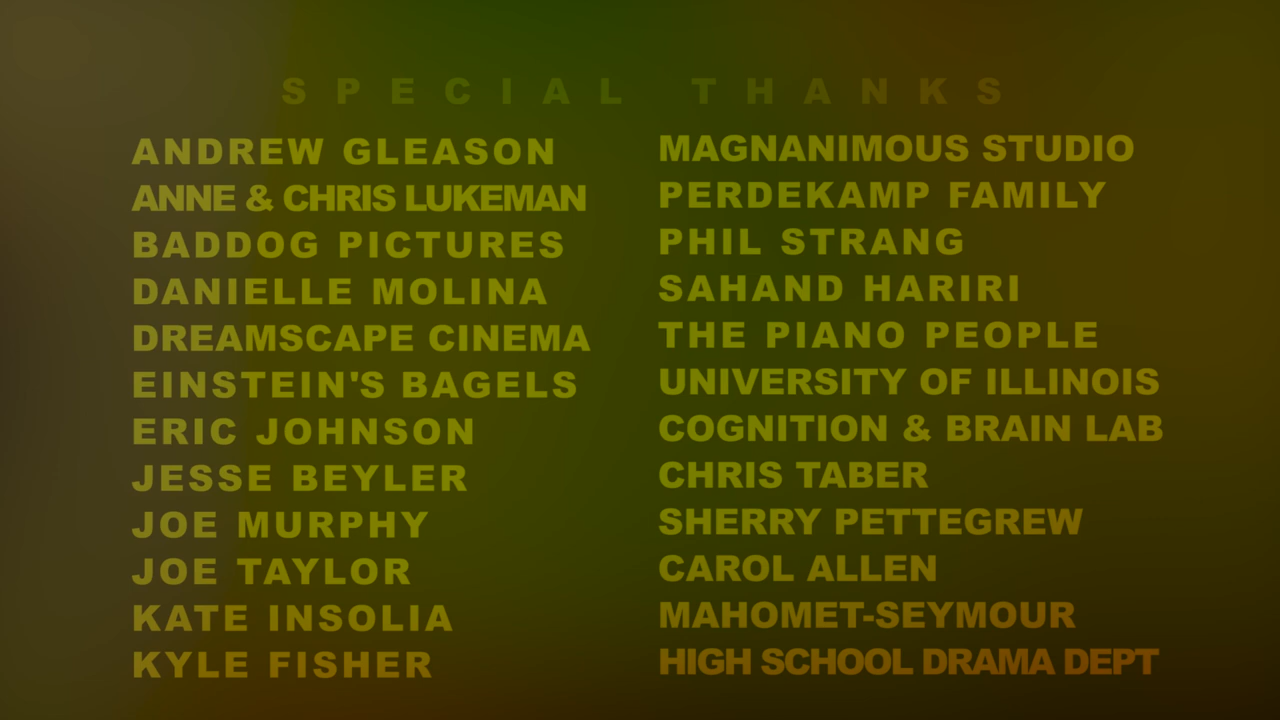 SPECIAL THANKS
ANDREW GLEASON
ANNE & CHRIS LUKEMAN
BADDOG PICTURES
DANIELLE MOLINA
DREAMSCAPE CINEMA
EINSTEIN'S BAGELS
ERIC JOHNSON
JESSE BEYLER
JOE MURPHY
JOE TAYLOR
KATE INSOLIA
KYLE FISHER
MAGNANIMOUS STUDIO
PERDEKAMP FAMILY
PHIL STRANG
SAHAND HARIRI
THE PIANO PEOPLE
UNIVERSITY OF ILLINOIS
COGNITION & BRAIN LAB
CHRIS TABER
SHERRY PETTEGREW
CAROL ALLEN
MAHOMET-SEYMOUR
HIGH SCHOOL DRAMA DEPT